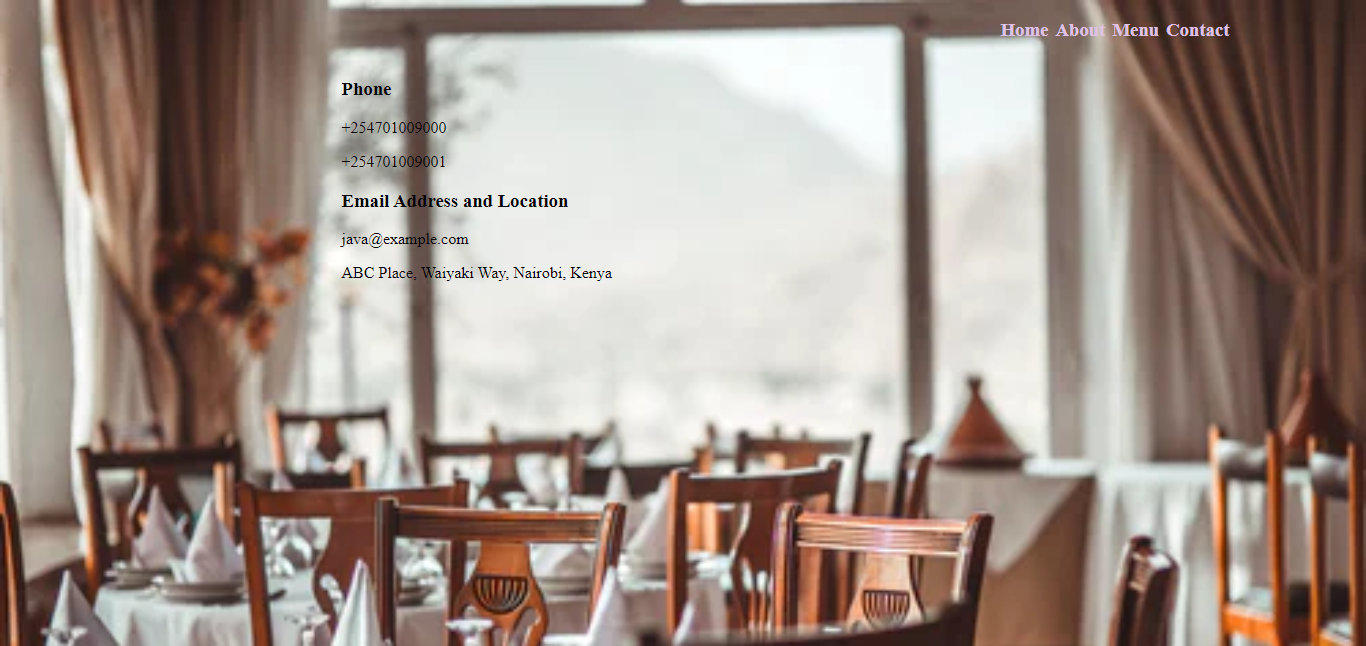 Home About Menu Contact
Phone
+254701009000
+254701009001
Email Address and Location
java@example.com
ABC Place, Waiyaki Way, Nairobi, Kenya